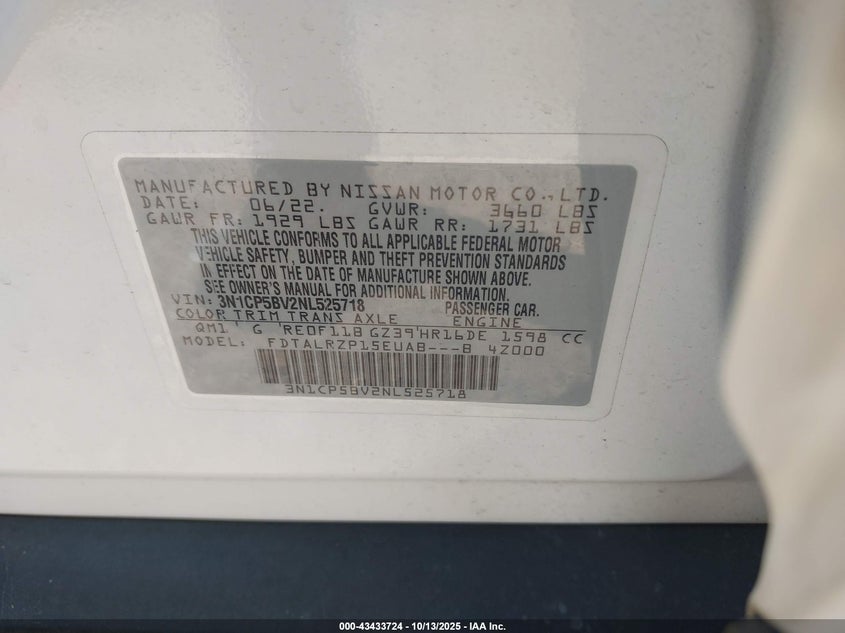 MANUFACTURED BY NISSAN MOTOR CO., LTD.
DATE: 06/22. GVWR: 3660 LBS
GAWR FR: 1929 LBS GAWR RR: 1731 LBS
THIS VEHICLE CONFORMS TO ALL APPLICABLE FEDERAL MOTOR
VEHICLE SAFETY, BUMPER AND THEFT PREVENTION STANDARDS
IN EFFECT ON THE DATE OF MANUFACTURE SHOWN ABOVE.
SEE OWNER'S MANUAL FOR ADDITIONAL INFORMATION.
VIN: 3N1CP5BV2NL525718 PASSENGER CAR.
COLOR TRIM TRANS AXLE ENGINE
QM1 ' G 'RE0F11B GZ39'HR16DE 1598 CC
MODEL: FDTALRZP15EUAB---B 4Z000
3N1CP5BV2NL525718
000-43433724 | 10/13/2025 | IAA Inc.